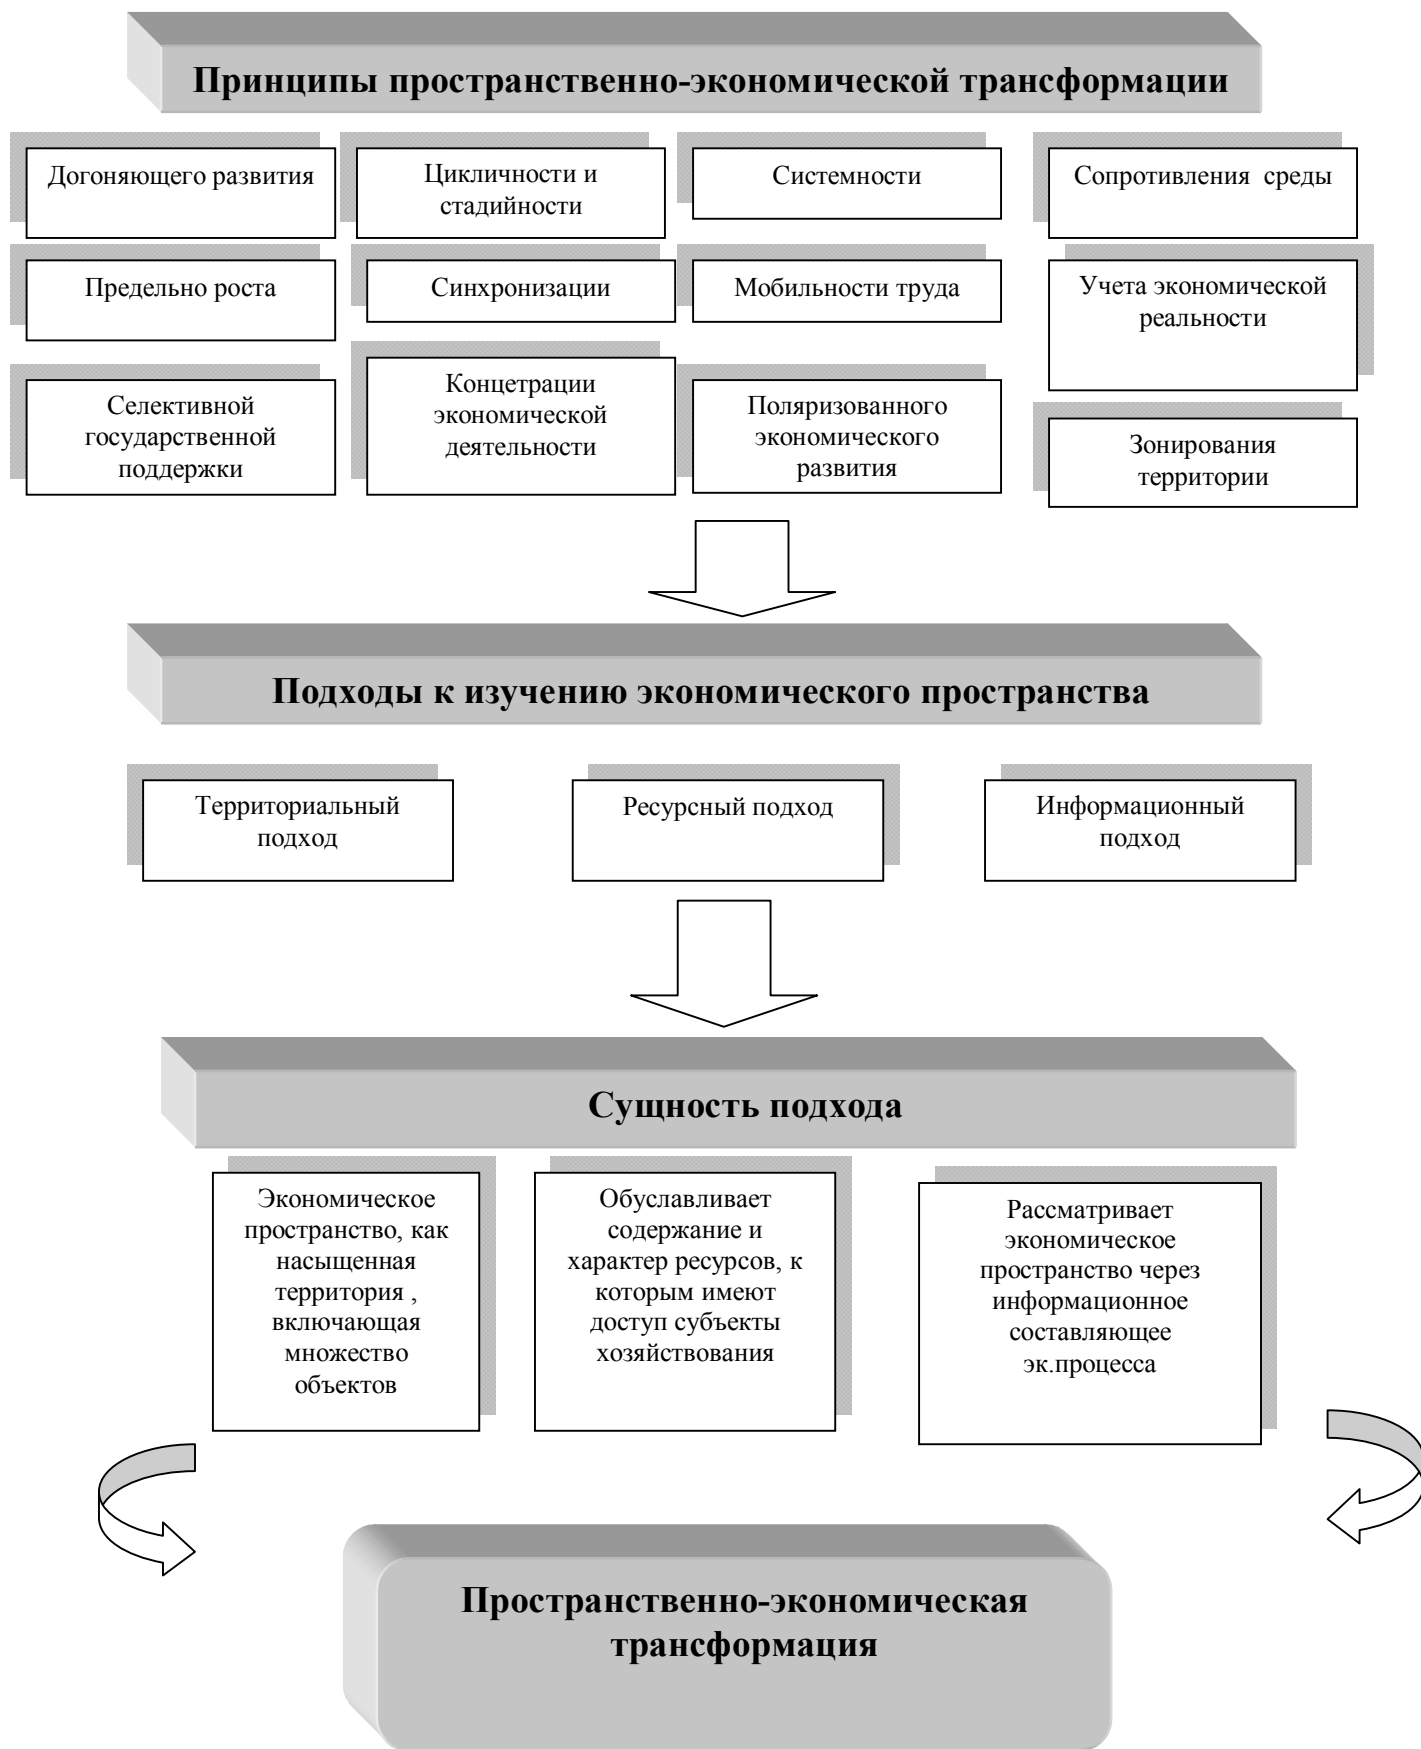 Принципы пространственно-экономической трансформации
Догоняющего развития
Цикличности и
стадийности
Системности
Сопротивления среды
Предельно роста
Синхронизации
Мобильности труда
Учета экономической
реальности
Селективной
государственной
поддержки
Концетрации
экономической
деятельности
Поляризованного
экономического
развития
Зонирования
территории
Подходы к изучению экономического пространства
Территориальный
подход
Ресурсный подход
Информационный
подход
Сущность подхода
Экономическое
пространство, как
насыщенная
территория ,
включающая
множество
объектов
Обуславливает
содержание и
характер ресурсов, к
которым имеют
доступ субъекты
хозяйствования
Рассматривает
экономическое
пространство через
информационное
составляющее
эк.процесса
Пространственно-экономическая
трансформация